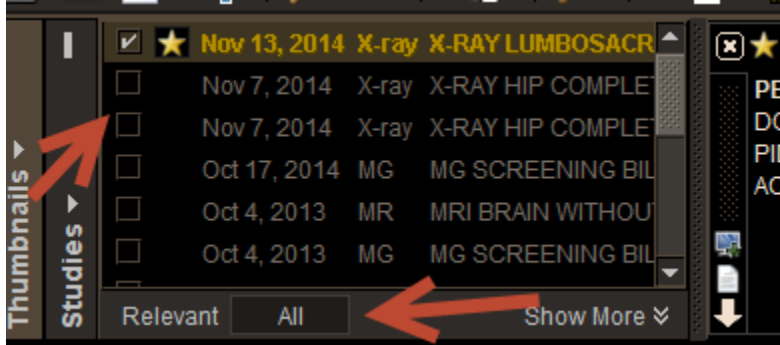 Thumbnails
Studies
Nov 13, 2014 X-ray X-RAY LUMBOSACR
Nov 7, 2014 X-ray X-RAY HIP COMPLET
Nov 7, 2014 X-ray X-RAY HIP COMPLET
Oct 17, 2014 MG MG SCREENING BIL
Oct 4, 2013 MR MRI BRAIN WITHOU
Oct 4, 2013 MG MG SCREENING BIL
Relevant All Show More
PE
DO
PI
AC